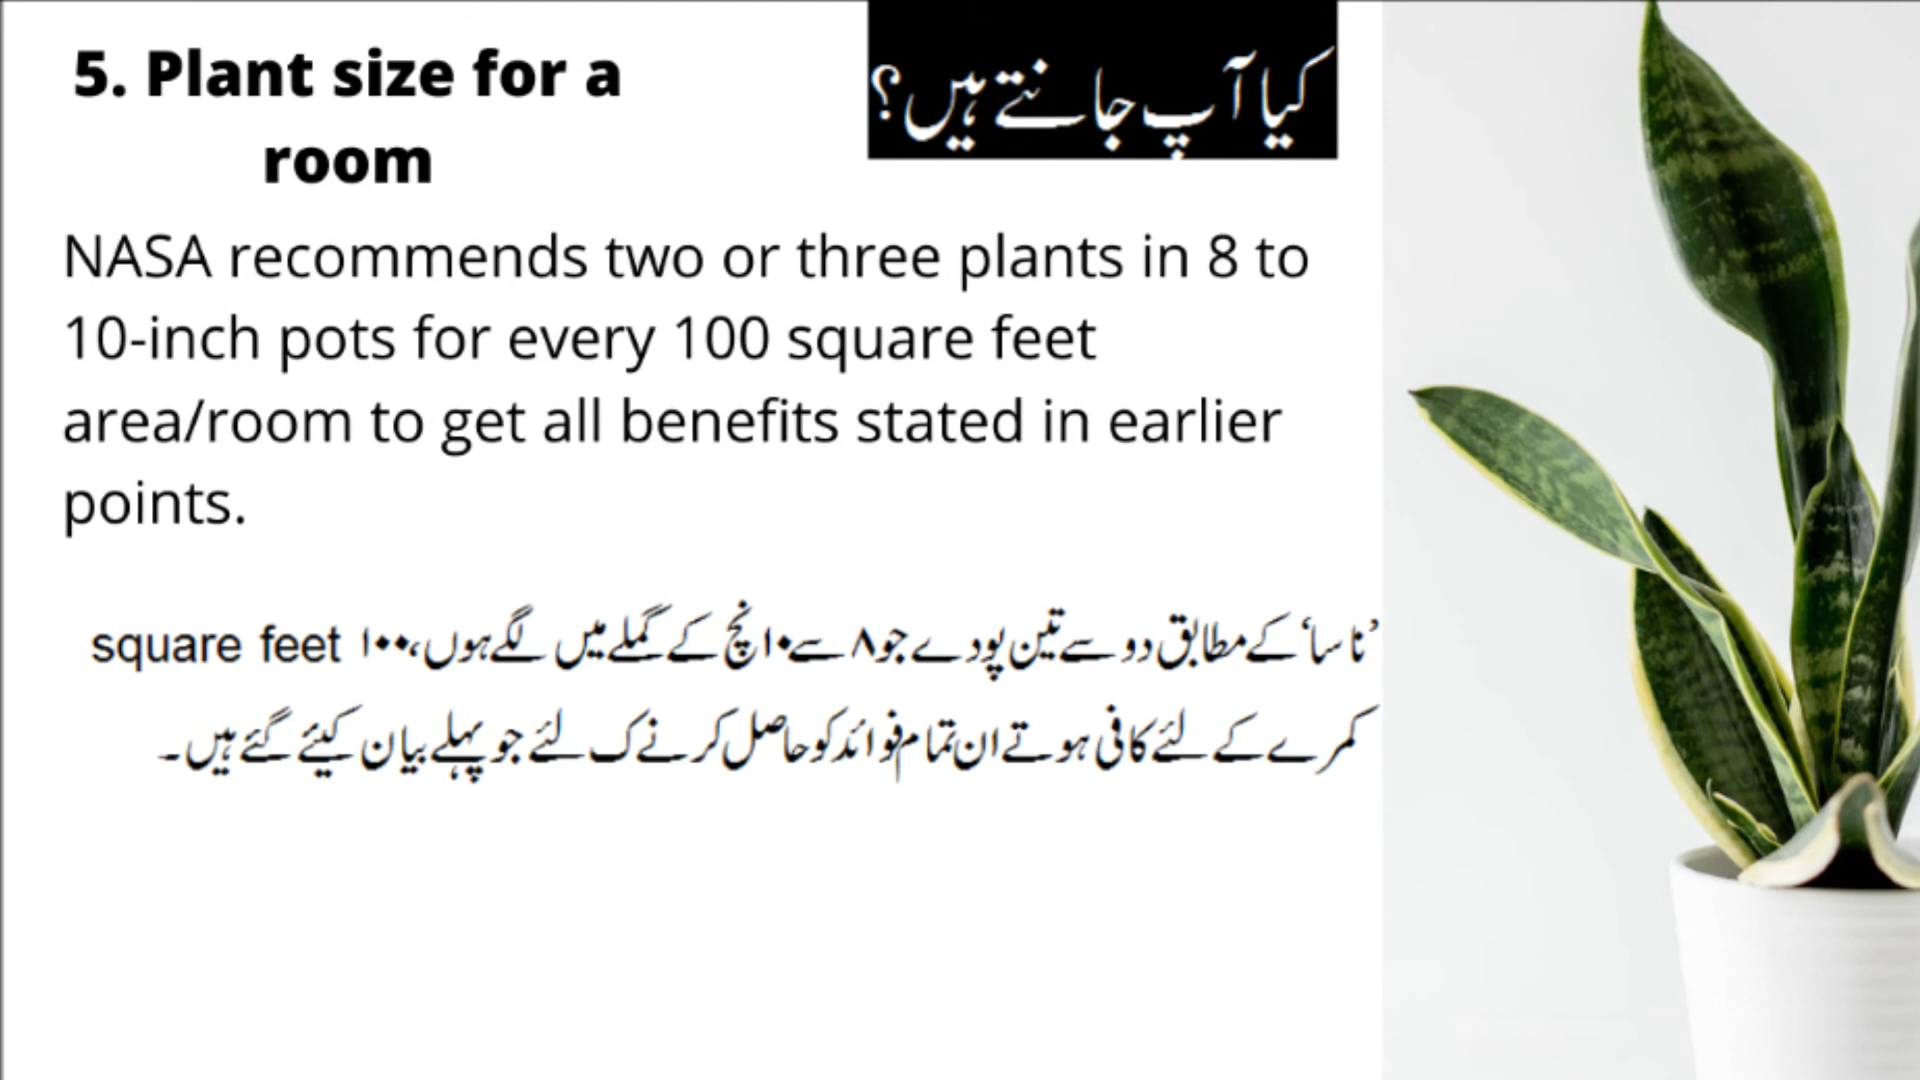 5. Plant size for a
room
کیا آپ جانتے ہیں؟
NASA recommends two or three plants in 8 to
10-inch pots for every 100 square feet
area/room to get all benefits stated in earlier
points.
’ناسا‘ کے مطابق دو سے تین پودے جو ۸ سے ۱۰ انچ کے گملے میں لگے ہوں، ۱۰۰ square feet
کمرے کے لئے کافی ہوتے ان تمام فوائد کو حاصل کرنے ک لئے جو پہلے بیان کیئے گئے ہیں۔